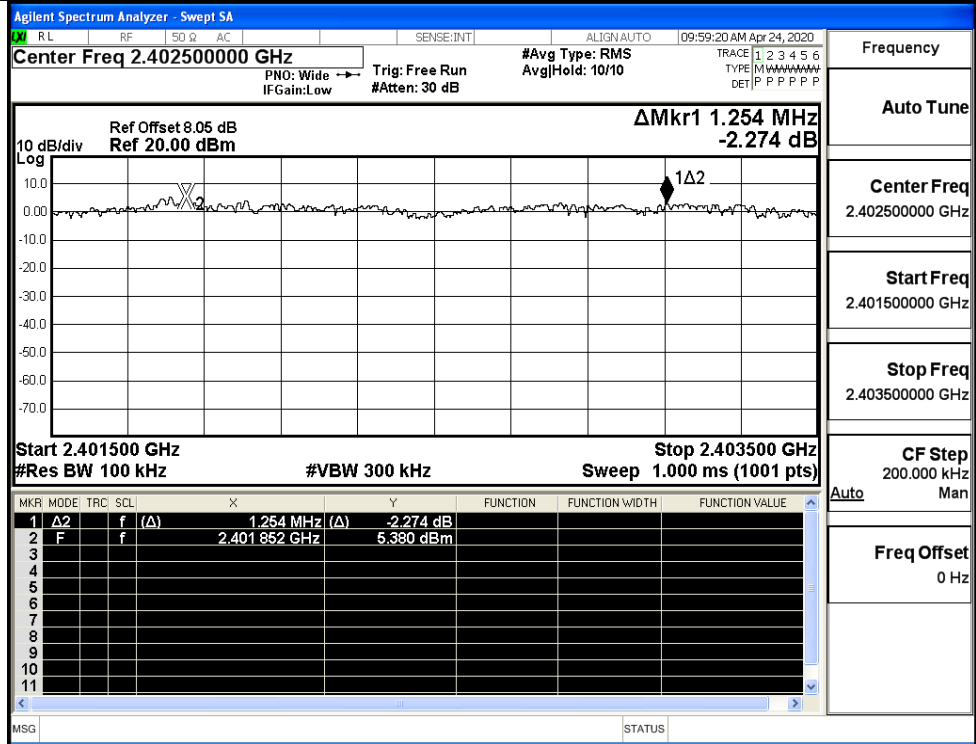 Agilent Spectrum Analyzer - Swept SA
LXI RL RF 50 Ω AC SENSE:INT ALIGN AUTO 09:59:20 AM Apr 24, 2020
Center Freq 2.402500000 GHz
PNO: Wide
IFGain:Low
Trig: Free Run
#Atten: 30 dB
#Avg Type: RMS
Avg|Hold: 10/10
TRACE 1 2 3 4 5 6
TYPE M WWWWW
DET P P P P P P
Ref Offset 8.05 dB
10 dB/div Ref 20.00 dBm
Log
ΔMkr1 1.254 MHz
-2.274 dB
10.0
0.00
-10.0
-20.0
-30.0
-40.0
-50.0
-60.0
-70.0
2
1Δ2
Start 2.401500 GHz Stop 2.403500 GHz
#Res BW 100 kHz #VBW 300 kHz Sweep 1.000 ms (1001 pts)
MKR MODE TRC SCL X Y FUNCTION FUNCTION WIDTH FUNCTION VALUE
1 Δ2 f (Δ) 1.254 MHz (Δ) -2.274 dB
2 F f 2.401 852 GHz 5.380 dBm
3
4
5
6
7
8
9
10
11
MSG STATUS
Frequency
Auto Tune
Center Freq
2.402500000 GHz
Start Freq
2.401500000 GHz
Stop Freq
2.403500000 GHz
CF Step
200.000 kHz
Auto Man
Freq Offset
0 Hz